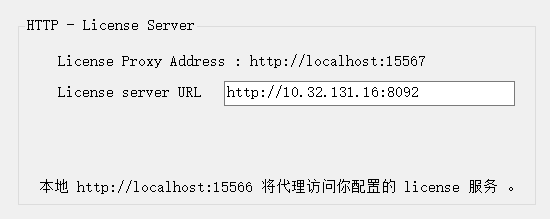 HTTP - License Server
License Proxy Address : http://localhost:15567
License server URL http://10.32.131.16:8092
本地 http://localhost:15566 将代理访问你配置的 license 服务 。